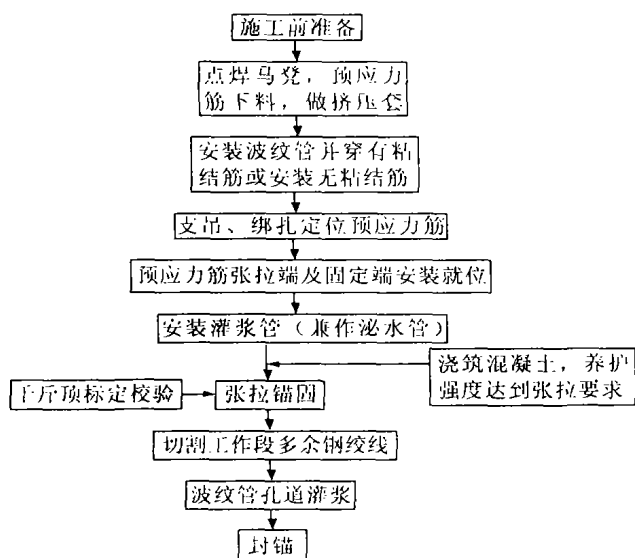 施工前准备
点焊马凳，预应力
筋下料，做挤压套
安装波纹管并穿有粘
结筋或安装无粘结筋
支吊、绑扎定位预应力筋
预应力筋张拉端及固定端安装就位
安装灌浆管（兼作泌水管）
浇筑混凝土，养护
强度达到张拉要求
千斤顶标定校验
张拉锚固
切割工作段多余钢绞线
波纹管孔道灌浆
封锚